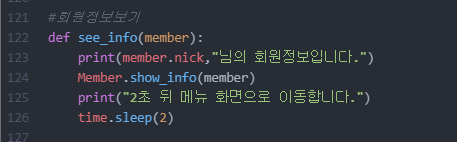 121 #회원정보보기
122 def see_info(member):
123 print(member.nick,"님의 회원정보입니다.")
124 Member.show_info(member)
125 print("2초 뒤 메뉴 화면으로 이동합니다.")
126 time.sleep(2)
127